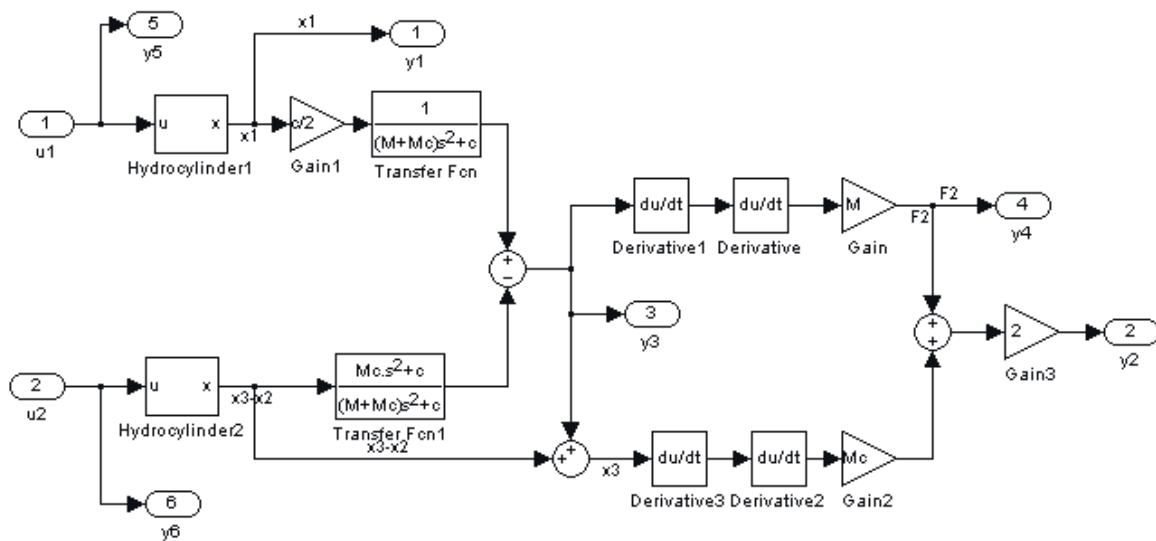 5
y5
x1
1
y1
1
u1
u x
Hydrocylinder1
x1
c/2
Gain1
1
(M+Mc)s²+c
Transfer Fcn
+
−
du/dt
Derivative1
du/dt
Derivative
M
Gain
F2
F2
4
y4
3
y3
+
+
2
Gain3
2
y2
2
u2
u x
Hydrocylinder2
x3-x2
Mc.s²+c
(M+Mc)s²+c
Transfer Fcn1
x3-x2
+
+
x3
du/dt
Derivative3
du/dt
Derivative2
Mc
Gain2
6
y6